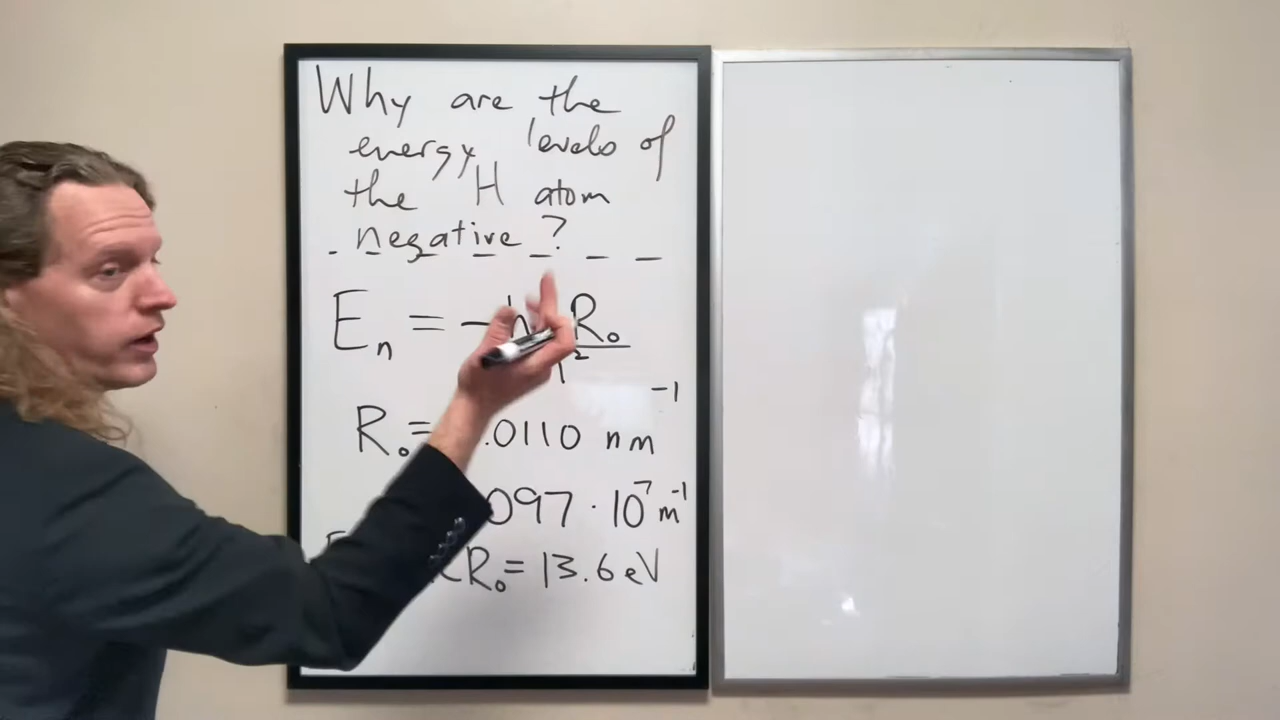 Why are the
energy levels of
the H atom
negative?
Eₙ = -h R₀
²
R₀ = .0110 nm⁻¹
097 · 10⁷ m⁻¹
R₀ = 13.6 eV